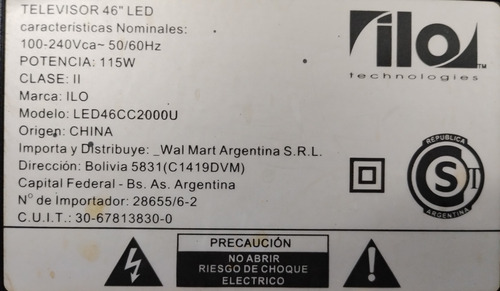 TELEVISOR 46" LED
características Nominales:
100-240Vca~ 50/60Hz
POTENCIA: 115W
CLASE: II
Marca: ILO
Modelo: LED46CC2000U
Origen: CHINA
Importa y Distribuye: _Wal Mart Argentina S.R.L.
Dirección: Bolivia 5831(C1419DVM)
Capital Federal - Bs. As. Argentina
N° de Importador: 28655/6-2
C.U.I.T.: 30-67813830-0
ilo TM
technologies
REPUBLICA
S
ARGENTINA
PRECAUCIÓN
NO ABRIR
RIESGO DE CHOQUE
ELECTRICO